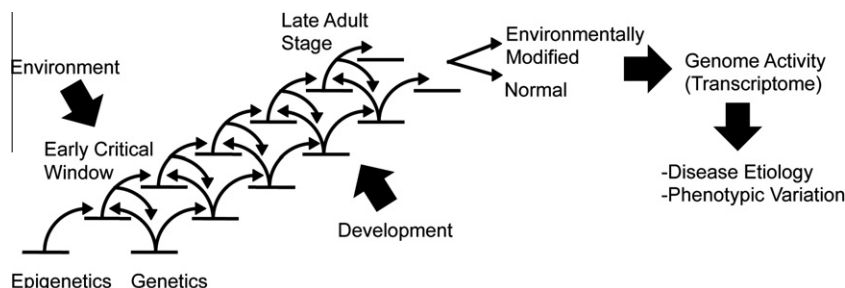 Late Adult
Stage
Environment
Early Critical
Window
Epigenetics
Genetics
Development
Environmentally
Modified
Normal
Genome Activity
(Transcriptome)
-Disease Etiology
-Phenotypic Variation